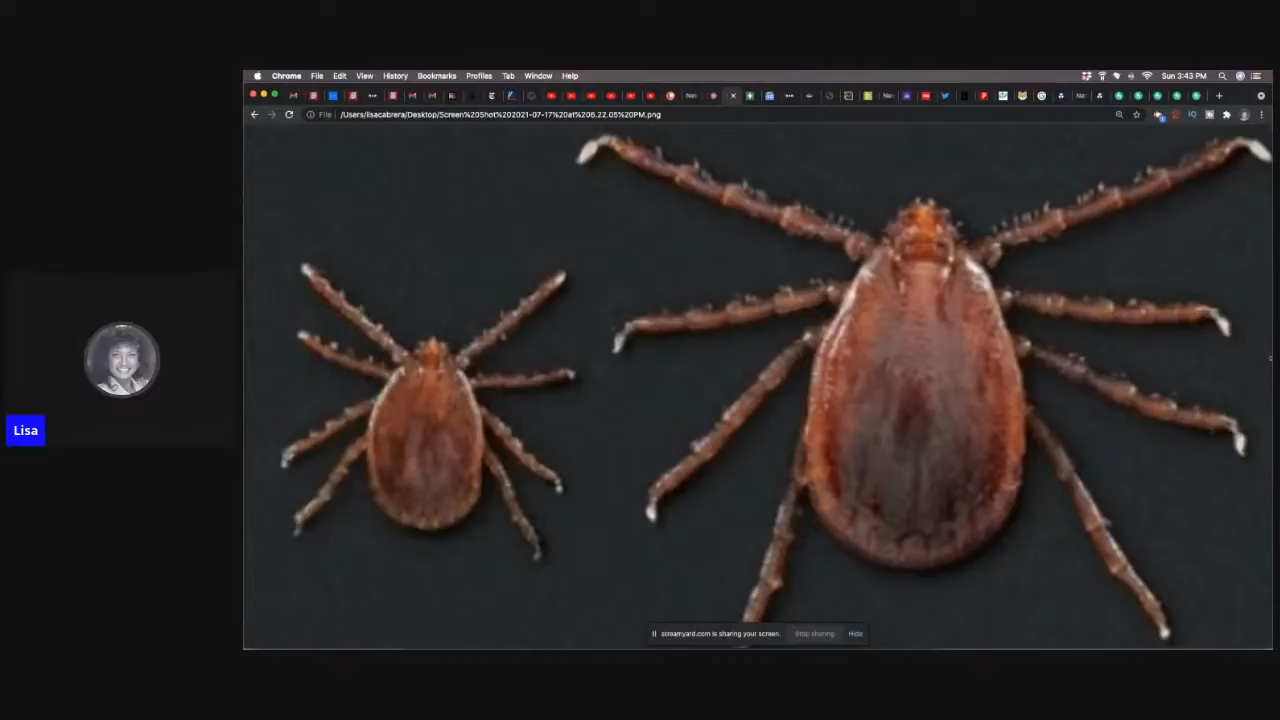 Chrome File Edit View History Bookmarks Profiles Tab Window Help
Sun 3:43 PM
File /Users/lisacabrera/Desktop/Screen%20Shot%202021-07-17%20at%206.22.05%20PM.png
Lisa
streamyard.com is sharing your screen. Stop sharing Hide